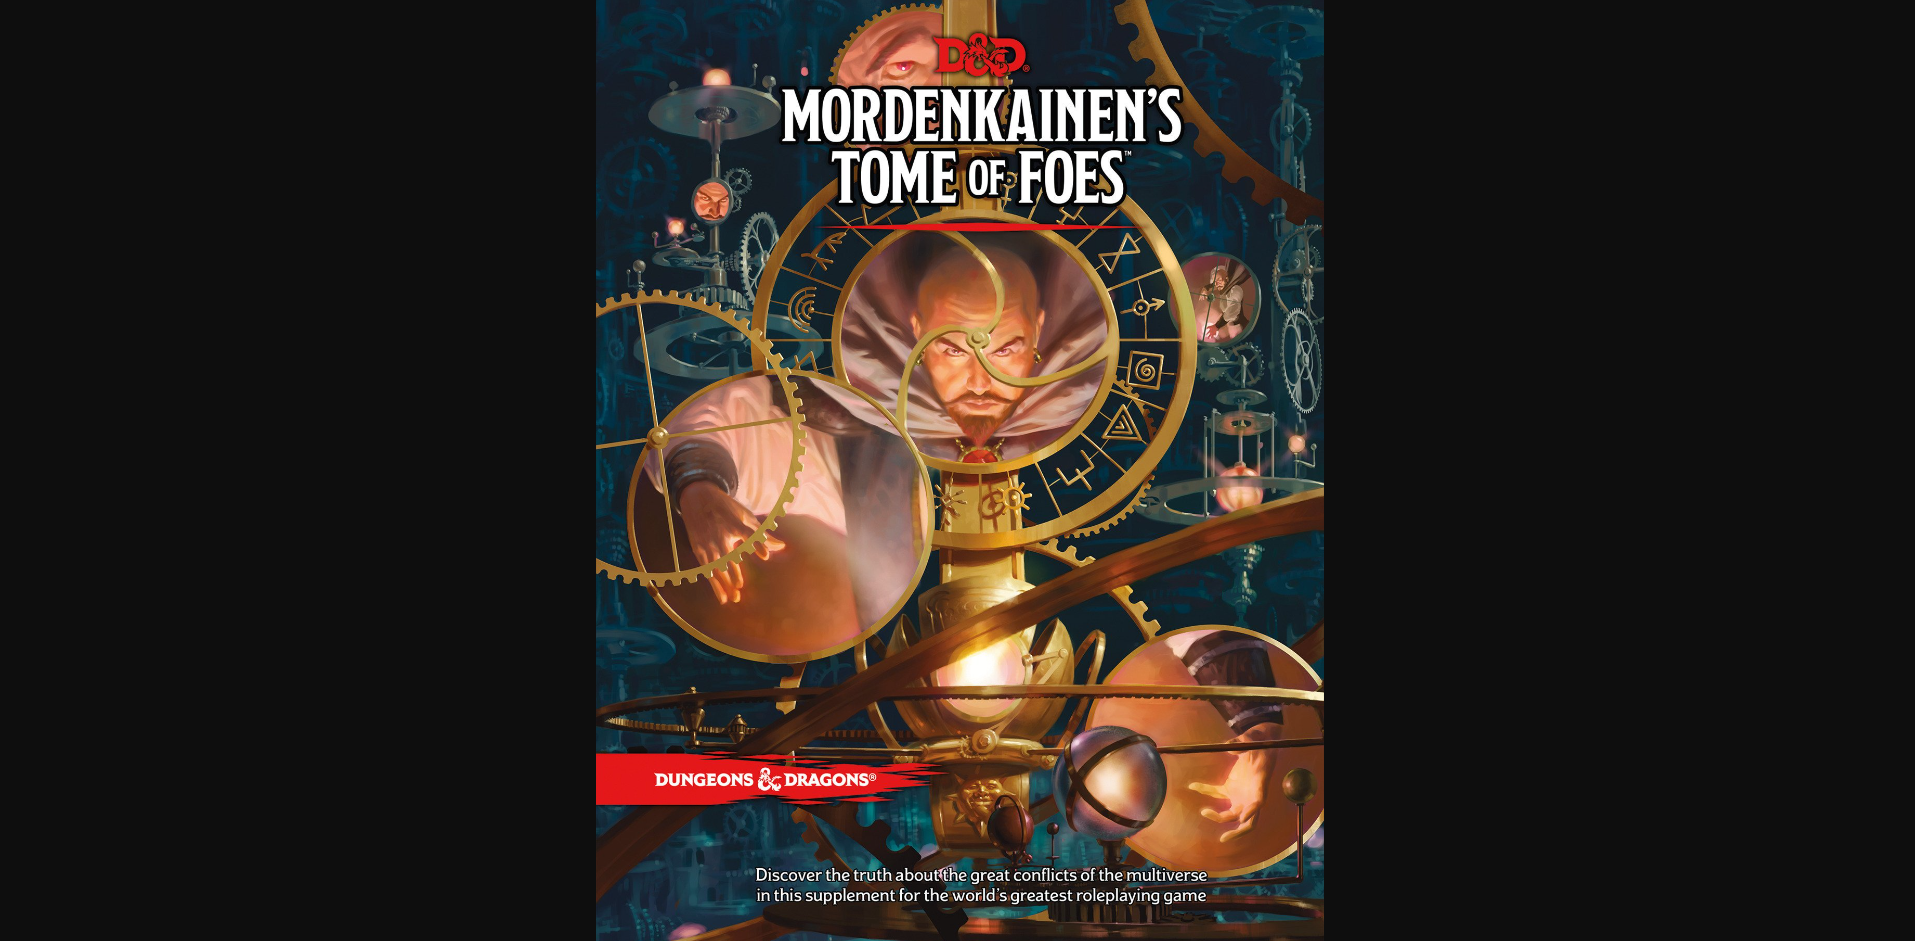 D&D®
MORDENKAINEN'S
TOME OF FOES™
DUNGEONS & DRAGONS®
Discover the truth about the great conflicts of the multiverse
in this supplement for the world's greatest roleplaying game